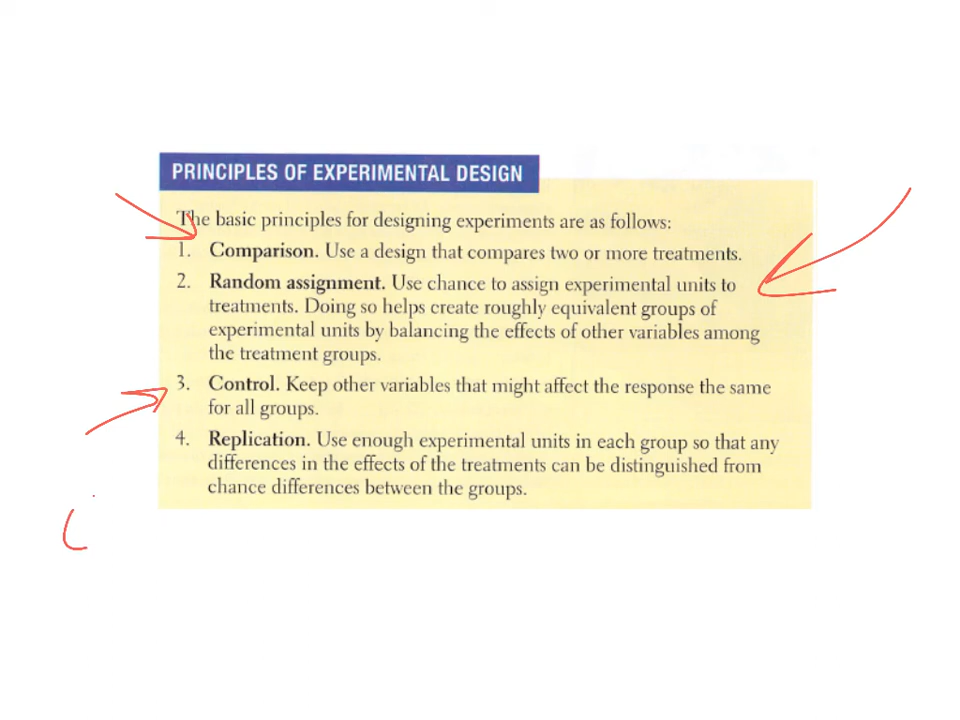 PRINCIPLES OF EXPERIMENTAL DESIGN
The basic principles for designing experiments are as follows:
1. Comparison. Use a design that compares two or more treatments.
2. Random assignment. Use chance to assign experimental units to
treatments. Doing so helps create roughly equivalent groups of
experimental units by balancing the effects of other variables among
the treatment groups.
3. Control. Keep other variables that might affect the response the same
for all groups.
4. Replication. Use enough experimental units in each group so that any
differences in the effects of the treatments can be distinguished from
chance differences between the groups.